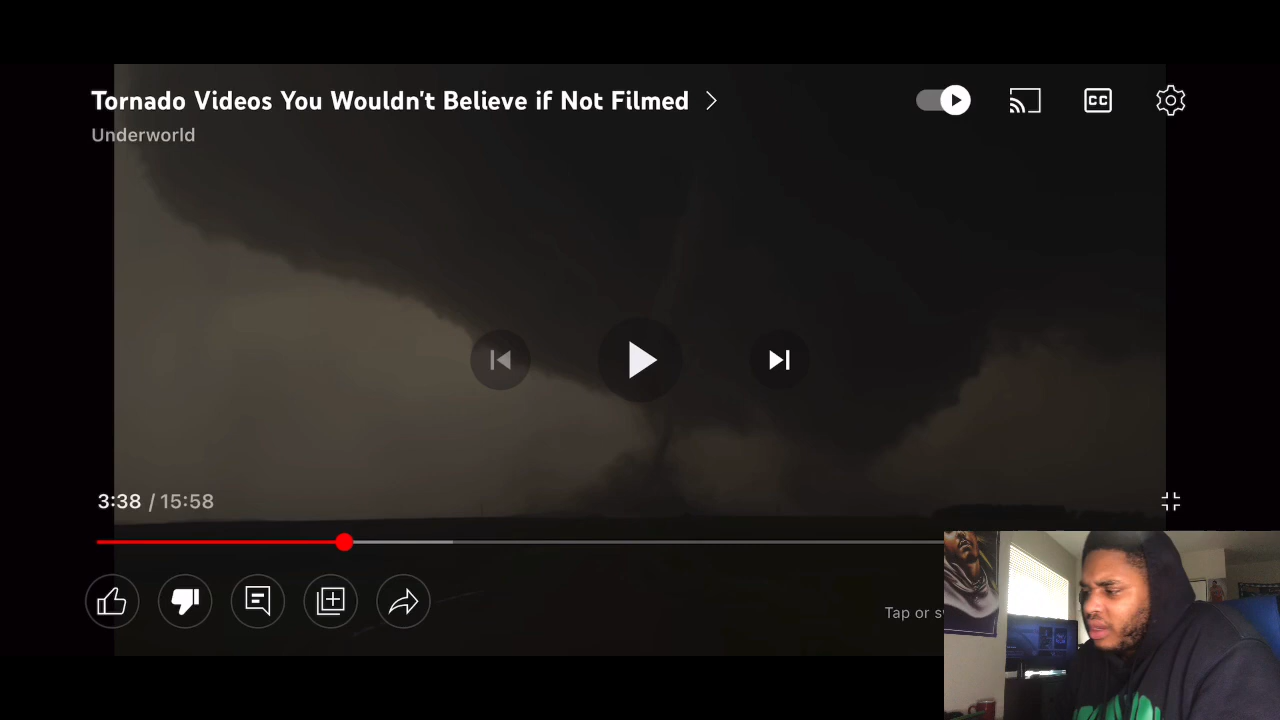 Tornado Videos You Wouldn't Believe if Not Filmed
Underworld
CC
3:38 / 15:58
Tap or